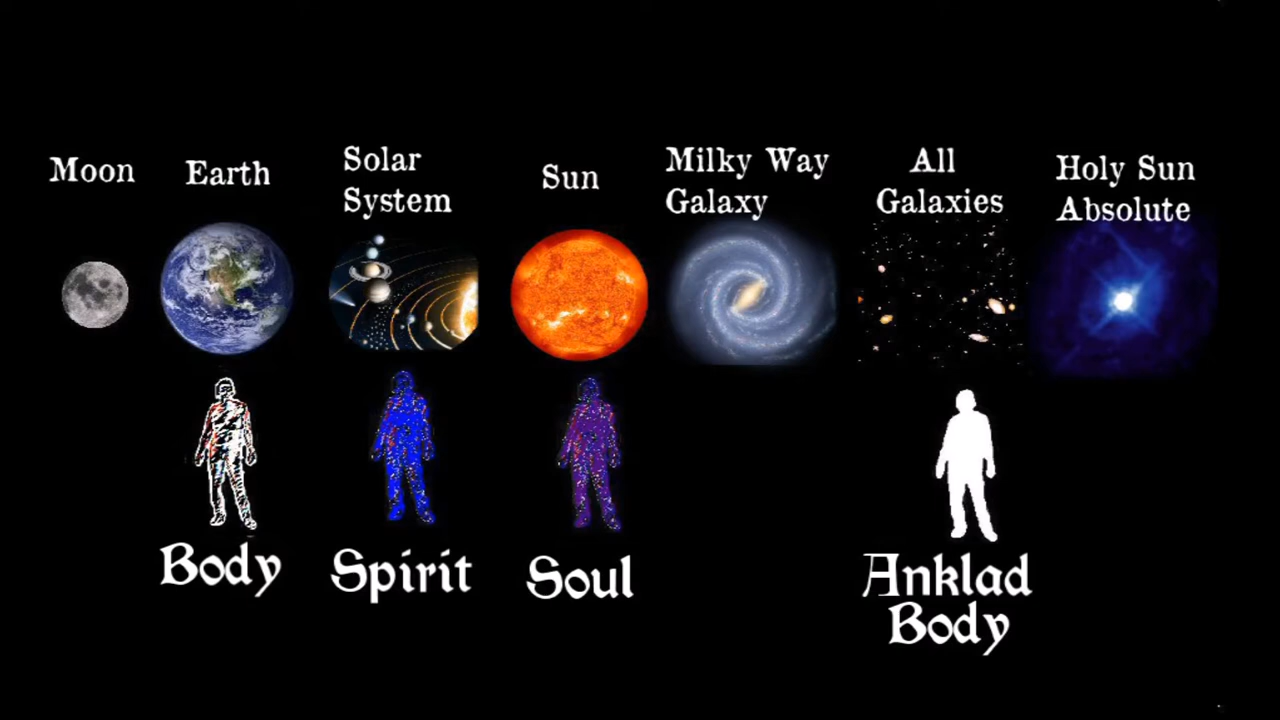 Moon
Earth
Solar
System
Sun
Milky Way
Galaxy
All
Galaxies
Holy Sun
Absolute
Body
Spirit
Soul
Anklad
Body